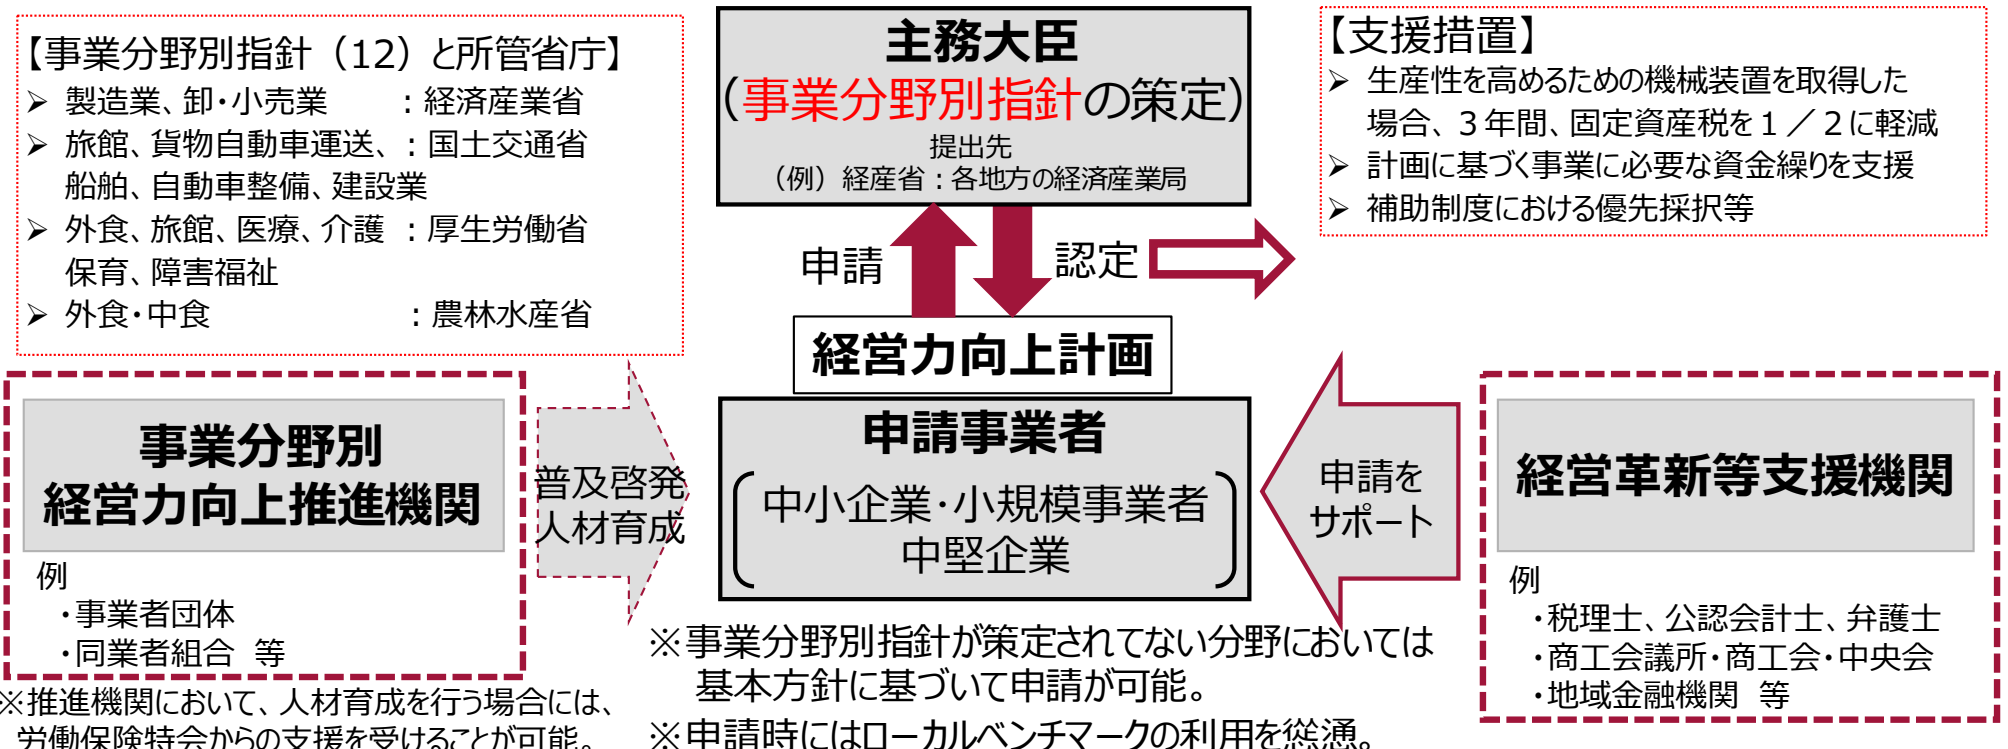 【事業分野別指針（12）と所管省庁】
➢ 製造業、卸・小売業　　：経済産業省
➢ 旅館、貨物自動車運送、：国土交通省
船舶、自動車整備、建設業
➢ 外食、旅館、医療、介護 ：厚生労働省
保育、障害福祉
➢ 外食・中食　　　　　　：農林水産省
主務大臣
（事業分野別指針の策定）
提出先
（例）経産省：各地方の経済産業局
【支援措置】
➢ 生産性を高めるための機械装置を取得した
場合、３年間、固定資産税を１／２に軽減
➢ 計画に基づく事業に必要な資金繰りを支援
➢ 補助制度における優先採択等
申請
認定
経営力向上計画
事業分野別
経営力向上推進機関
例
・事業者団体
・同業者組合 等
※推進機関において、人材育成を行う場合には、
労働保険特会からの支援を受けることが可能。
普及啓発
人材育成
申請事業者
中小企業・小規模事業者
中堅企業
申請を
サポート
経営革新等支援機関
例
・税理士、公認会計士、弁護士
・商工会議所・商工会・中央会
・地域金融機関 等
※事業分野別指針が策定されてない分野においては
基本方針に基づいて申請が可能。
※申請時にはローカルベンチマークの利用を慫慂。